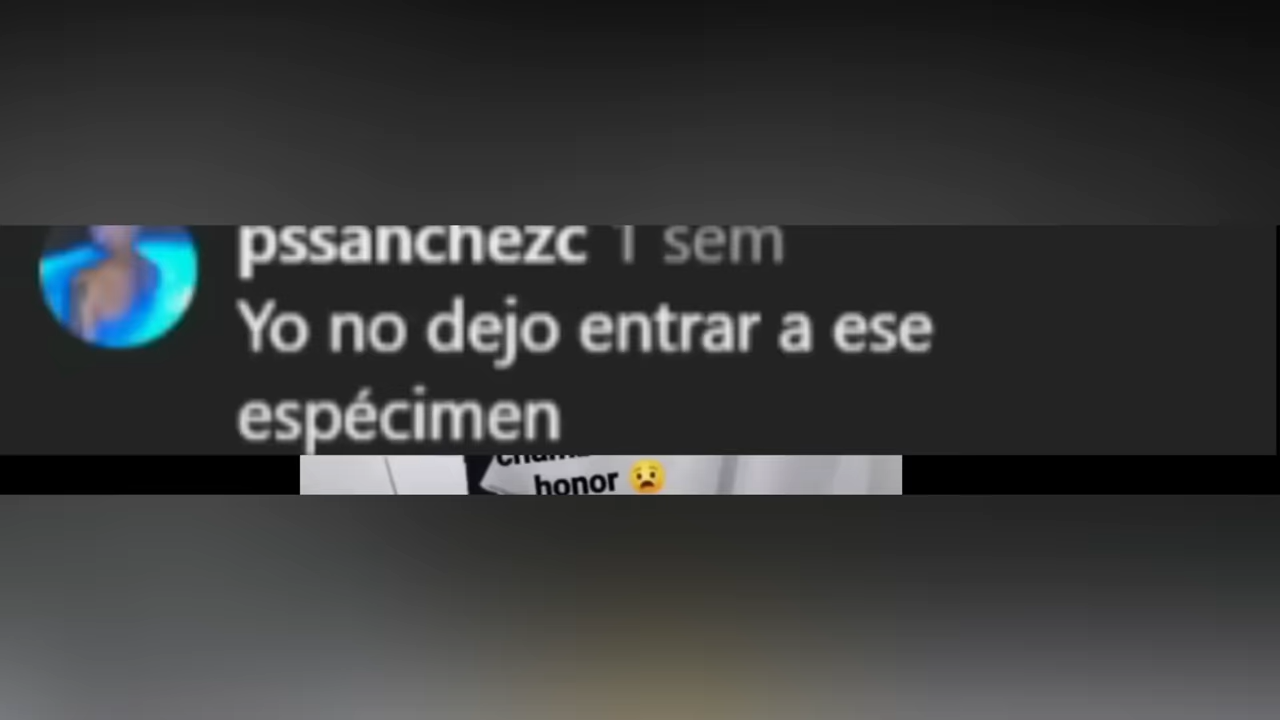 pssanchezc 1 sem
Yo no dejo entrar a ese
espécimen
honor 😧